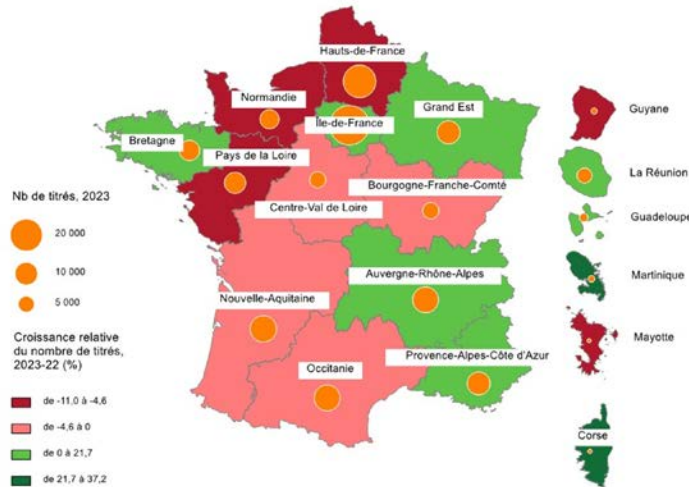 Hauts-de-France
Normandie
Grand Est
Île-de-France
Bretagne
Pays de la Loire
Bourgogne-Franche-Comté
Centre-Val de Loire
Auvergne-Rhône-Alpes
Nouvelle-Aquitaine
Provence-Alpes-Côte d'Azur
Occitanie
Guyane
La Réunion
Guadeloupe
Martinique
Mayotte
Corse
Nb de titrés, 2023
20 000
10 000
5 000
Croissance relative
du nombre de titrés,
2023-22 (%)
de -11,0 à -4,6
de -4,6 à 0
de 0 à 21,7
de 21,7 à 37,2